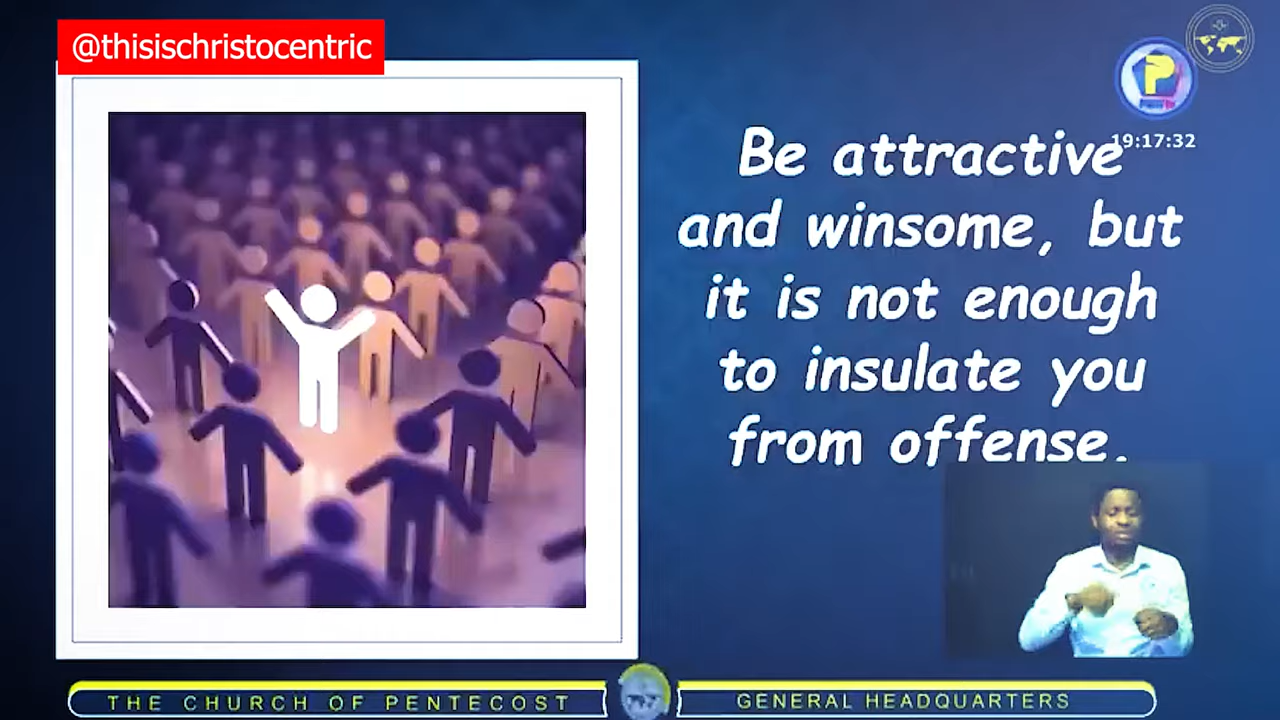 @thisischristocentric
19:17:32
Be attractive
and winsome, but
it is not enough
to insulate you
from offense.
THE CHURCH OF PENTECOST
GENERAL HEADQUARTERS